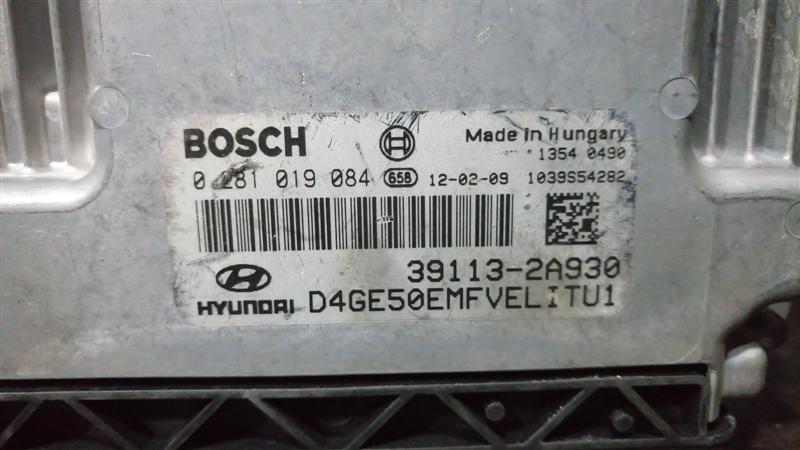 BOSCH Made in Hungary
1354 0490
0 281 019 084 658 12-02-09 1039S54282
39113-2A930
HYUNDAI D4GE50EMFVELITU1